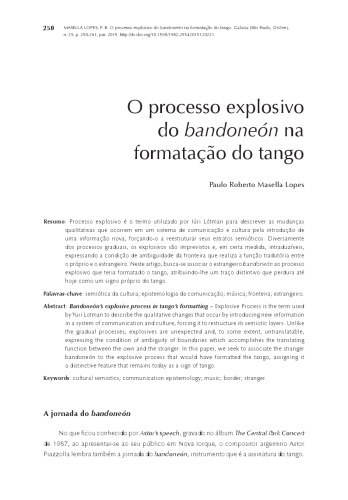 250 MASELLA LOPES, P. R. O processo explosivo do bandoneón na formatação do tango. Galaxia (São Paulo, Online),
n. 29, p. 250-261, jun. 2015. http://dx.doi.org/10.1590/1982-25542015120233
O processo explosivo
do bandoneón na
formatação do tango
Paulo Roberto Masella Lopes
Resumo: Processo explosivo é o termo utilizado por Iúri Lótman para descrever as mudanças
qualitativas que ocorrem em um sistema de comunicação e cultura pela introdução de
uma informação nova, forçando-o a reestruturar seus estratos semióticos. Diversamente
dos processos graduais, os explosivos são imprevistos e, em certa medida, intraduzíveis,
expressando a condição de ambiguidade da fronteira que realiza a função tradutória entre
o próprio e o estrangeiro. Neste artigo, busca-se associar o estrangeiro bandoneón ao processo
explosivo que teria formatado o tango, atribuindo-lhe um traço distintivo que perdura até
hoje como um signo próprio do tango.
Palavras-chave: semiótica da cultura; epistemologia da comunicação; música; fronteira; estrangeiro.
Abstract: Bandoneón's explosive process in tango's formatting – Explosive Process is the term used
by Yuri Lotman to describe the qualitative changes that occur by introducing new information
in a system of communication and culture, forcing it to restructure its semiotic layers. Unlike
the gradual processes, explosives are unexpected and, to some extent, untranslatable,
expressing the condition of ambiguity of boundaries which accomplishes the translating
function between the own and the stranger. In this paper, we seek to associate the stranger
bandoneón to the explosive process that would have formatted the tango, assigning it
a distinctive feature that remains today as a sign of tango.
Keywords: cultural semiotics; communication epistemology; music; border; stranger.
A jornada do bandoneón
No que ficou conhecido por Astor's speech, gravado no álbum The Central Park Concert
de 1987, ao apresentar-se ao seu público em Nova Iorque, o compositor argentino Astor
Piazzolla lembra também a jornada do bandoneón, instrumento que é a assinatura do tango.